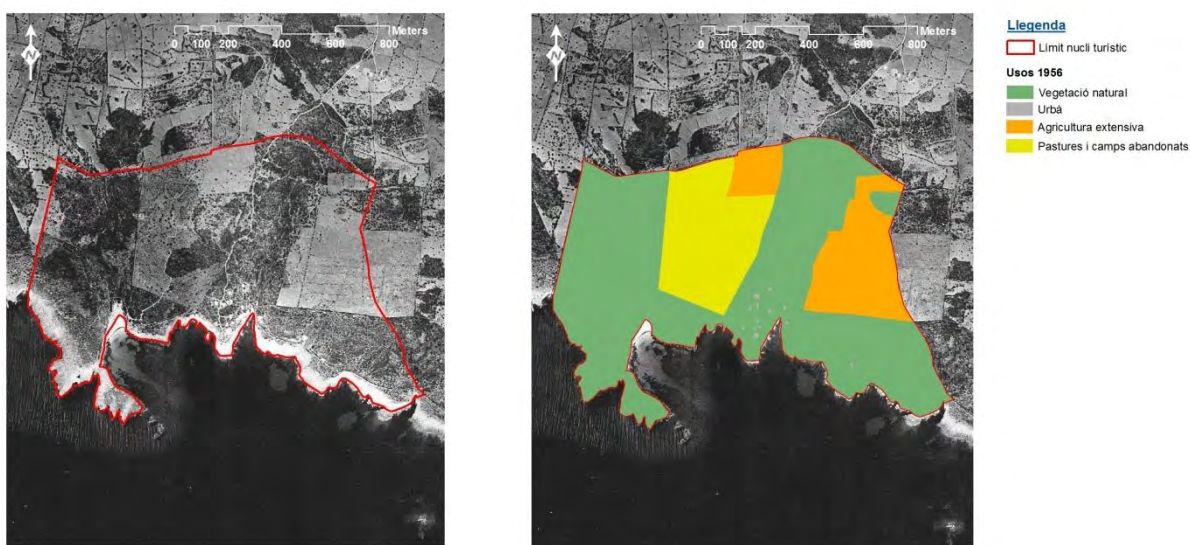 Meters
0 100 200 400 600 800
N
Meters
0 100 200 400 600 800
N
Llegenda
Límit nucli turístic
Usos 1956
Vegetació natural
Urbà
Agricultura extensiva
Pastures i camps abandonats